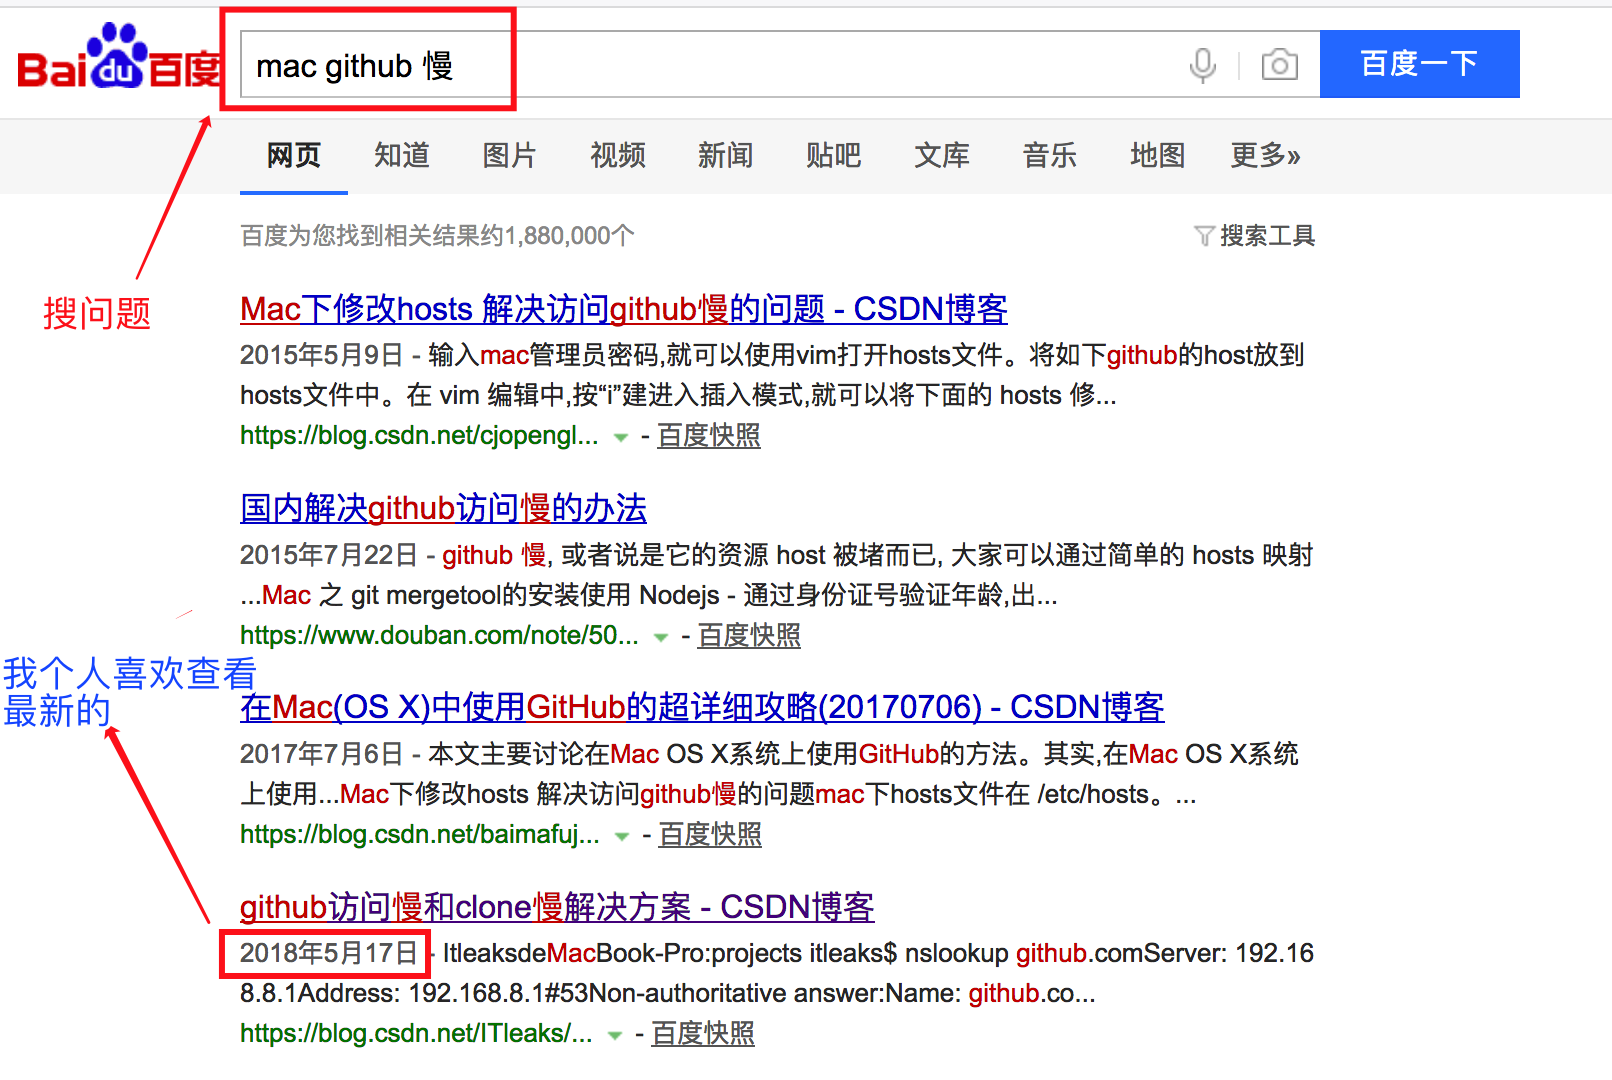 Bai du 百度
mac github 慢
百度一下
网页 知道 图片 视频 新闻 贴吧 文库 音乐 地图 更多»
百度为您找到相关结果约1,880,000个
搜索工具
搜问题
Mac下修改hosts 解决访问github慢的问题 - CSDN博客
2015年5月9日 - 输入mac管理员密码,就可以使用vim打开hosts文件。将如下github的host放到
hosts文件中。在 vim 编辑中,按“i”建进入插入模式,就可以将下面的 hosts 修...
https://blog.csdn.net/cjopengl... - 百度快照
国内解决github访问慢的办法
2015年7月22日 - github 慢, 或者说是它的资源 host 被堵而已, 大家可以通过简单的 hosts 映射
...Mac 之 git mergetool的安装使用 Nodejs - 通过身份证号验证年龄,出...
https://www.douban.com/note/50... - 百度快照
我个人喜欢查看
最新的
在Mac(OS X)中使用GitHub的超详细攻略(20170706) - CSDN博客
2017年7月6日 - 本文主要讨论在Mac OS X系统上使用GitHub的方法。其实,在Mac OS X系统
上使用...Mac下修改hosts 解决访问github慢的问题mac下hosts文件在 /etc/hosts。...
https://blog.csdn.net/baimafuj... - 百度快照
github访问慢和clone慢解决方案 - CSDN博客
2018年5月17日 - ItleaksdeMacBook-Pro:projects itleaks$ nslookup github.comServer: 192.16
8.8.1Address: 192.168.8.1#53Non-authoritative answer:Name: github.co...
https://blog.csdn.net/ITleaks/... - 百度快照